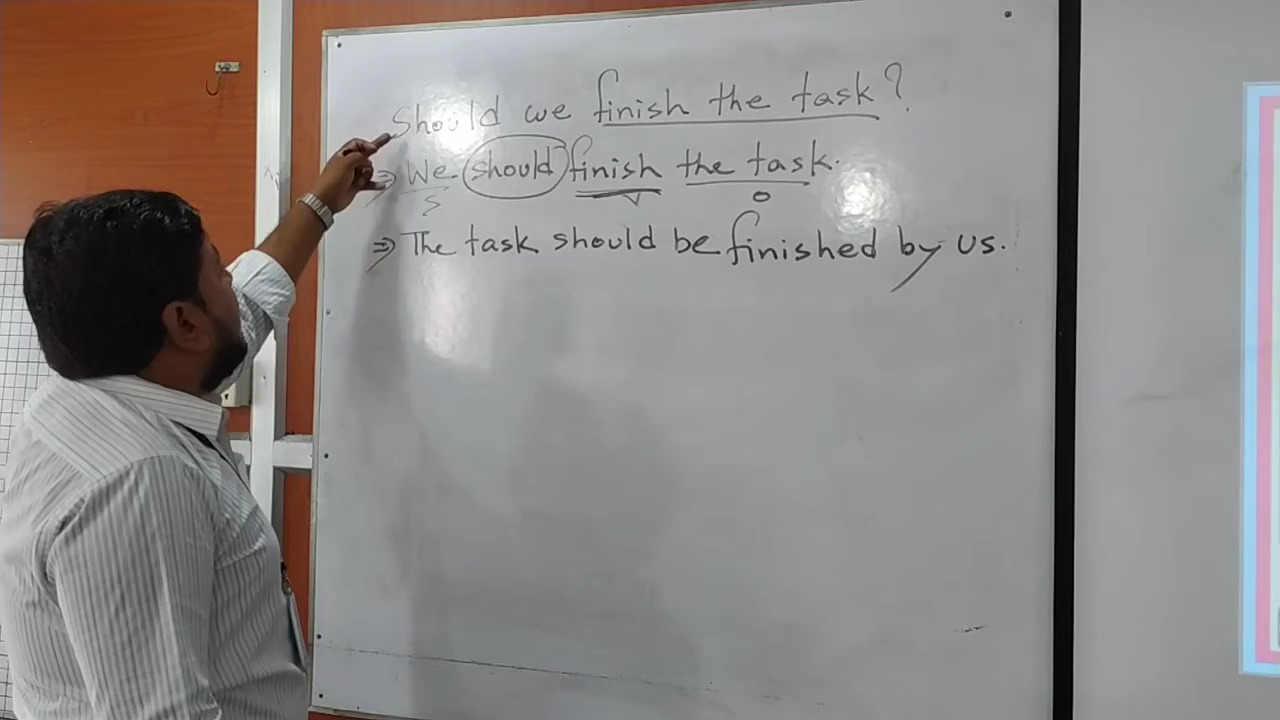 Should we finish the task?
⇒ We should finish the task.
S V O
⇒ The task should be finished by us.